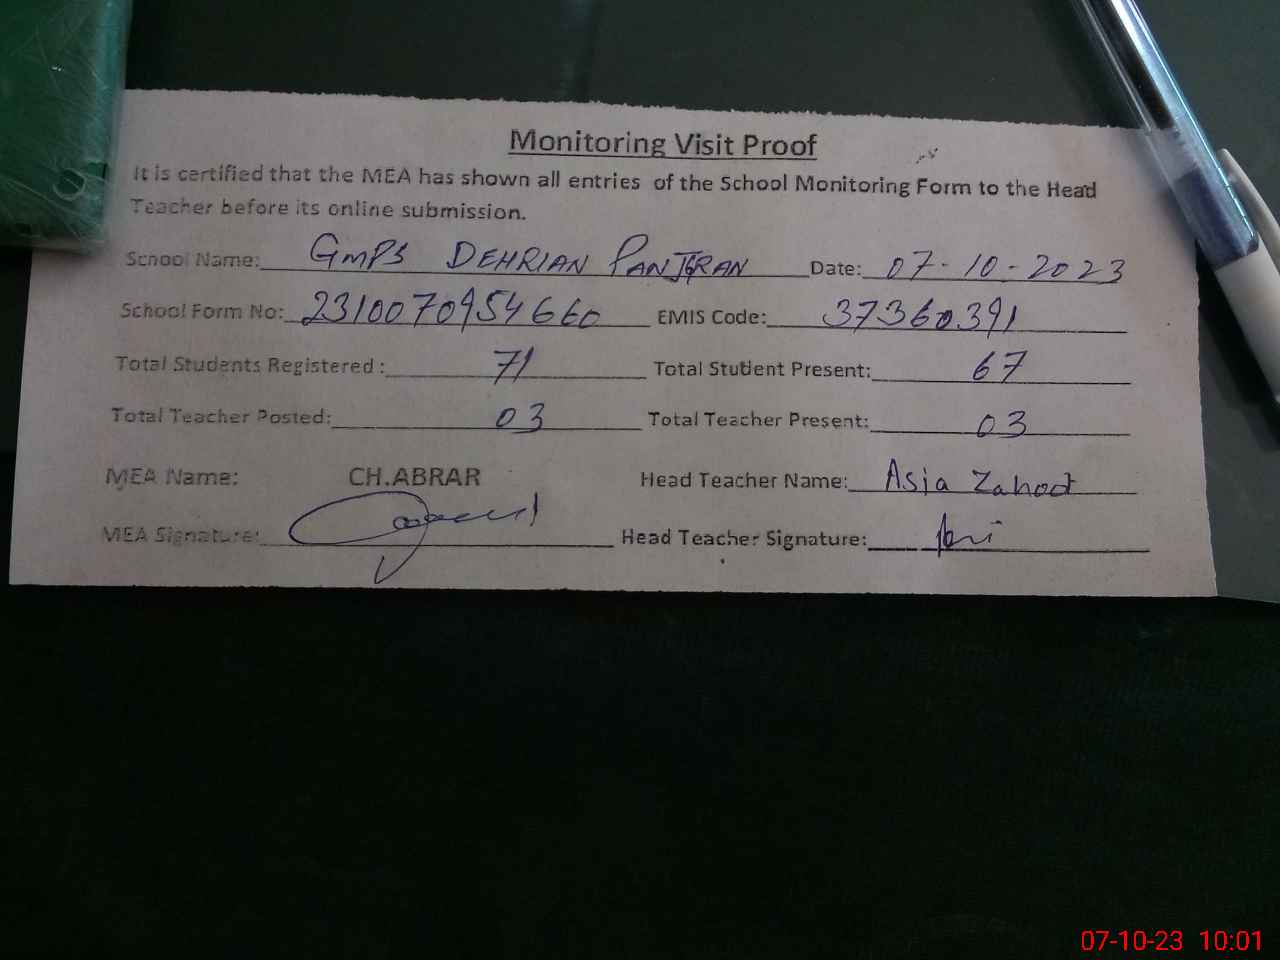 Monitoring Visit Proof
It is certified that the MEA has shown all entries of the School Monitoring Form to the Head
Teacher before its online submission.
School Name: GMPS DEHRIAN PANJGRAN Date: 07-10-2023
School Form No: 2310070954660 EMIS Code: 37360391
Total Students Registered : 71 Total Student Present: 67
Total Teacher Posted: 03 Total Teacher Present: 03
MEA Name: CH.ABRAR Head Teacher Name: Asia Zahoot
MEA Signature: Head Teacher Signature:
07-10-23 10:01